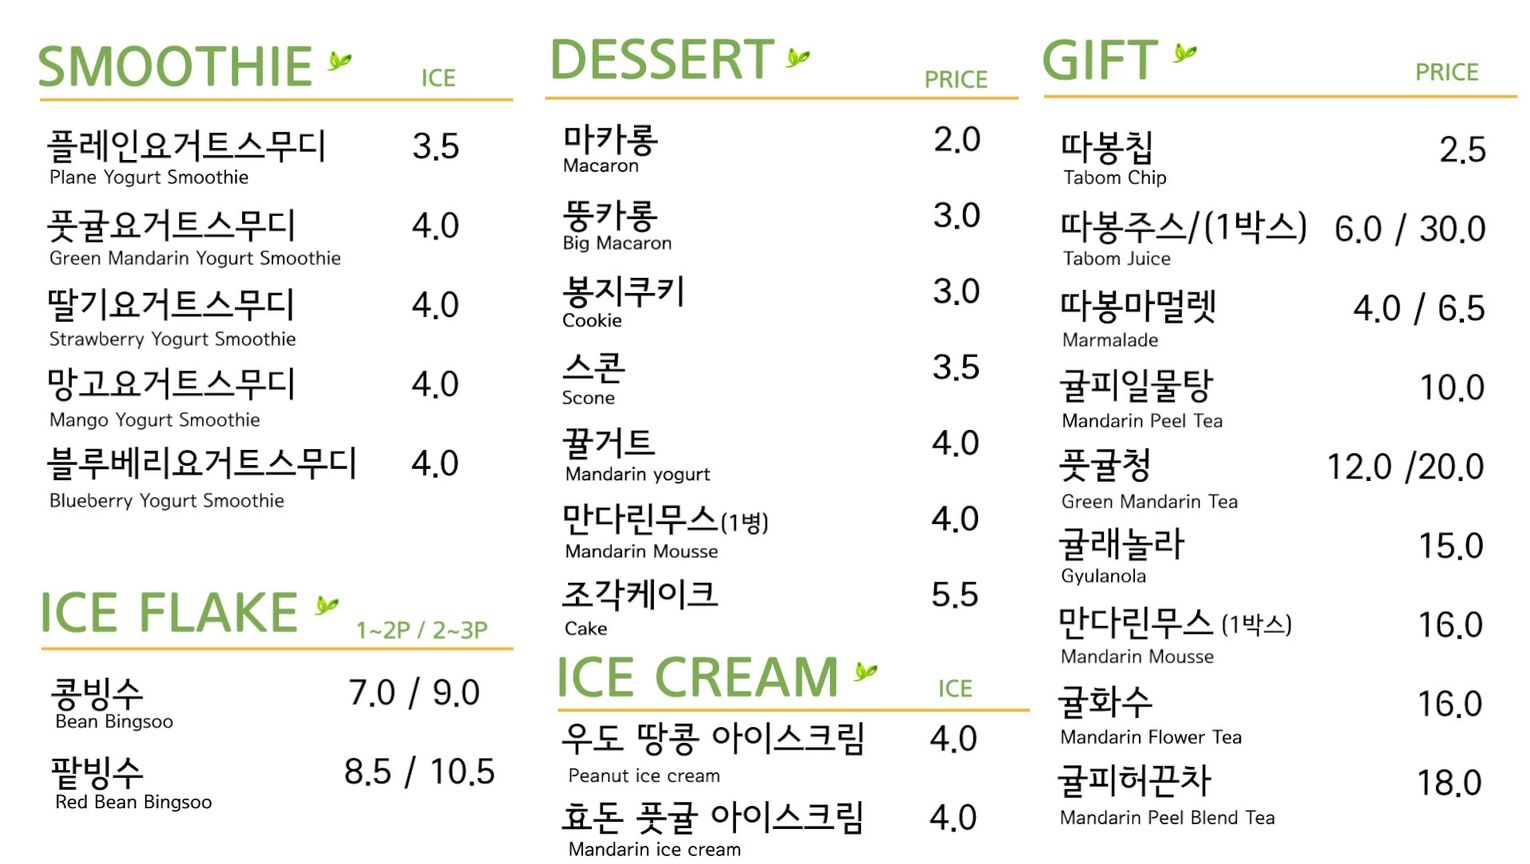 SMOOTHIE ICE
플레인요거트스무디 3.5
Plane Yogurt Smoothie
풋귤요거트스무디 4.0
Green Mandarin Yogurt Smoothie
딸기요거트스무디 4.0
Strawberry Yogurt Smoothie
망고요거트스무디 4.0
Mango Yogurt Smoothie
블루베리요거트스무디 4.0
Blueberry Yogurt Smoothie
ICE FLAKE 1~2P / 2~3P
콩빙수 7.0 / 9.0
Bean Bingsoo
팥빙수 8.5 / 10.5
Red Bean Bingsoo
DESSERT PRICE
마카롱 2.0
Macaron
뚱카롱 3.0
Big Macaron
봉지쿠키 3.0
Cookie
스콘 3.5
Scone
뀰거트 4.0
Mandarin yogurt
만다린무스(1병) 4.0
Mandarin Mousse
조각케이크 5.5
Cake
ICE CREAM ICE
우도 땅콩 아이스크림 4.0
Peanut ice cream
효돈 풋귤 아이스크림 4.0
Mandarin ice cream
GIFT PRICE
따봉칩 2.5
Tabom Chip
따봉주스/(1박스) 6.0 / 30.0
Tabom Juice
따봉마멀렛 4.0 / 6.5
Marmalade
귤피일물탕 10.0
Mandarin Peel Tea
풋귤청 12.0 /20.0
Green Mandarin Tea
귤래놀라 15.0
Gyulanola
만다린무스 (1박스) 16.0
Mandarin Mousse
귤화수 16.0
Mandarin Flower Tea
귤피허끈차 18.0
Mandarin Peel Blend Tea